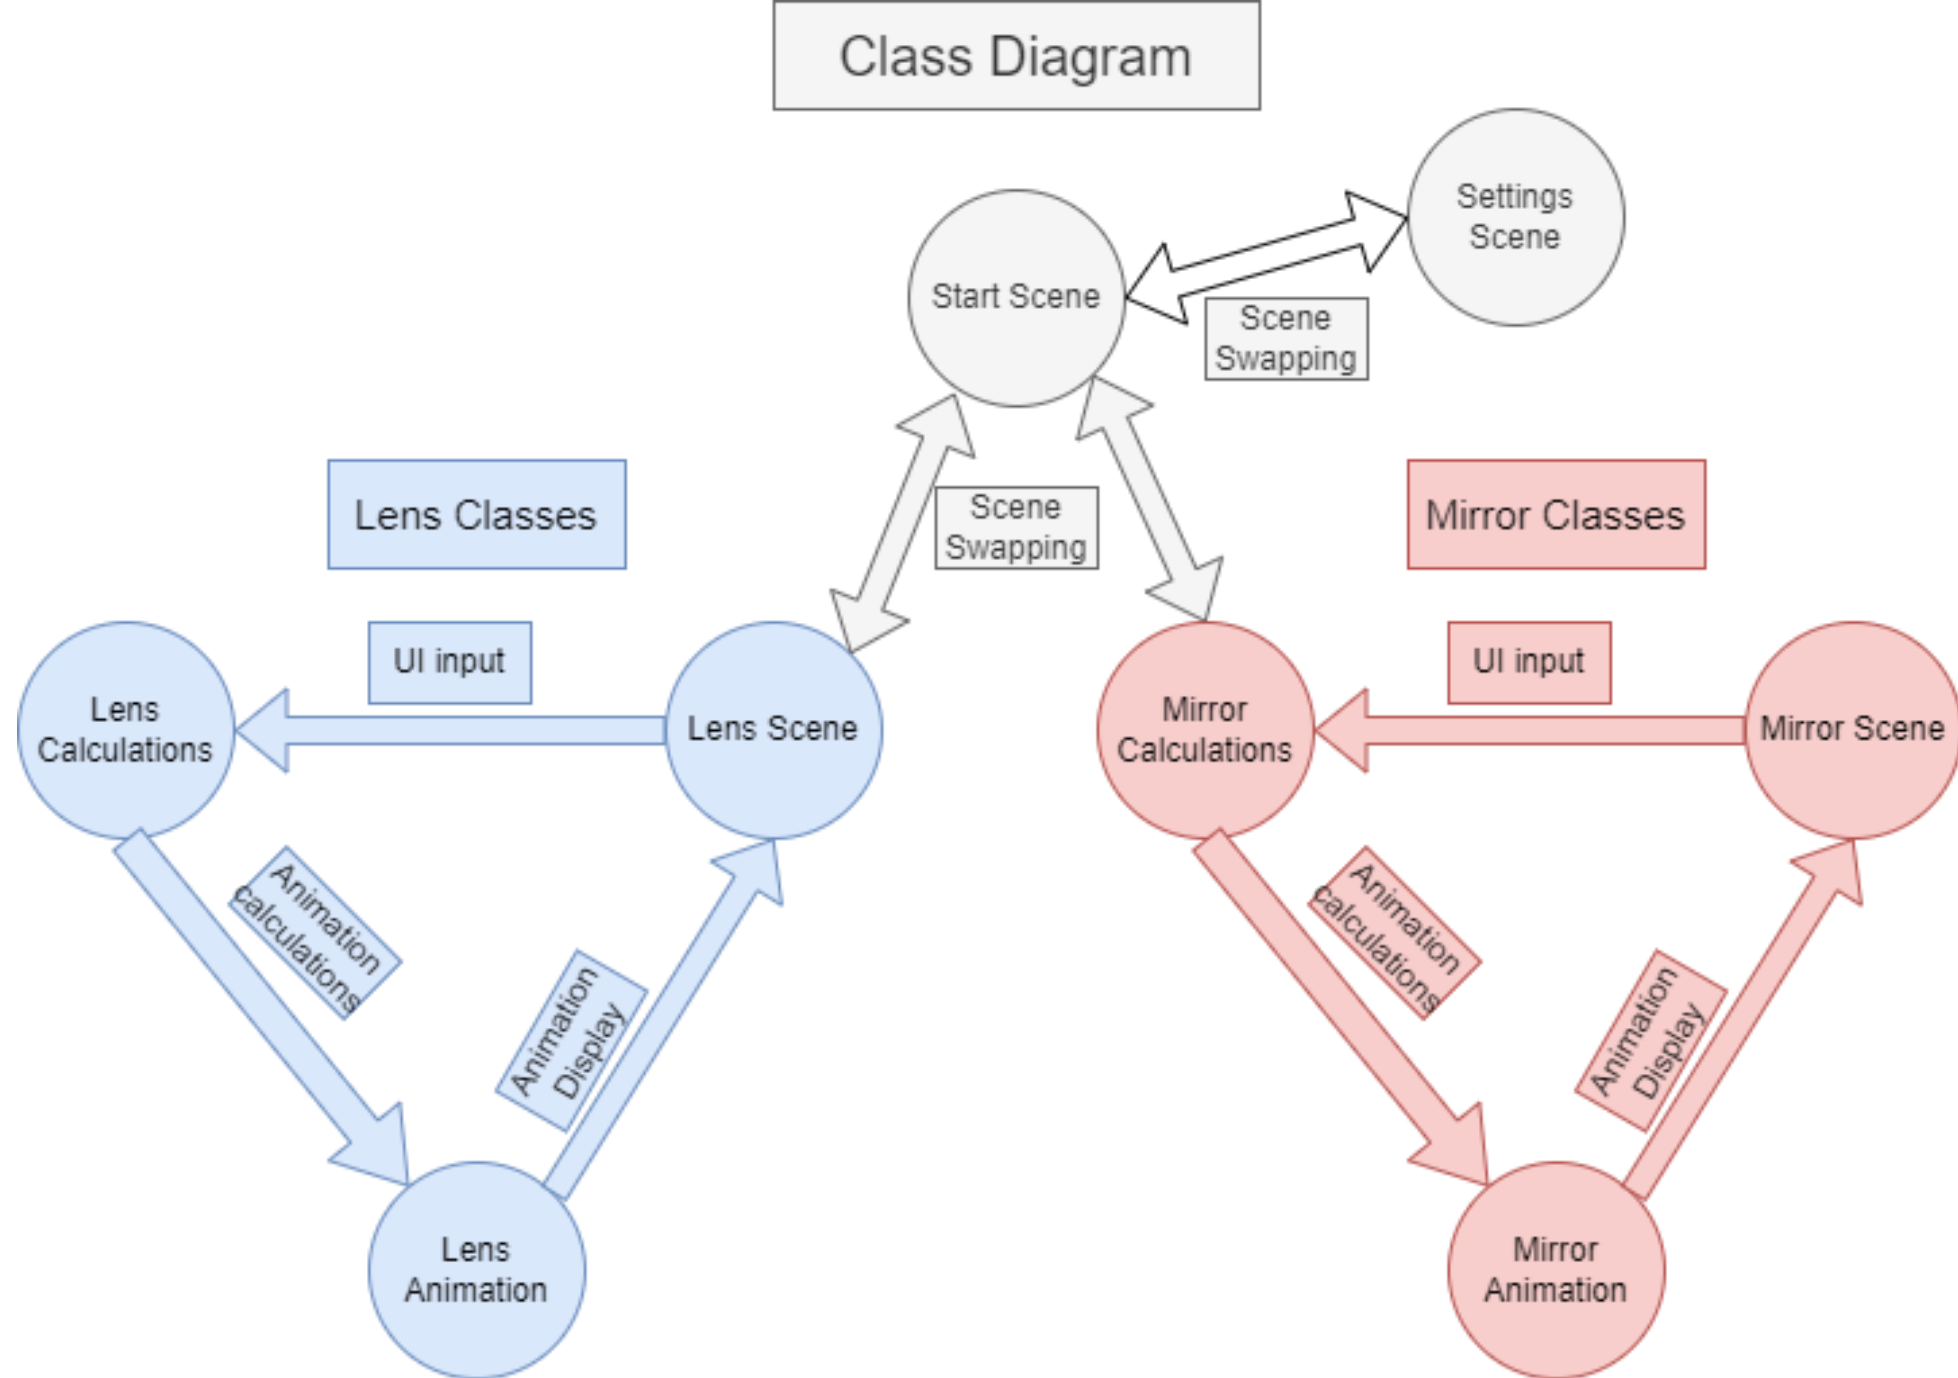 Class Diagram
Settings
Scene
Start Scene
Scene
Swapping
Lens Classes
Scene
Swapping
Mirror Classes
UI input
UI input
Lens
Calculations
Lens Scene
Mirror
Calculations
Mirror Scene
Animation
calculations
Animation
Display
Animation
calculations
Animation
Display
Lens
Animation
Mirror
Animation